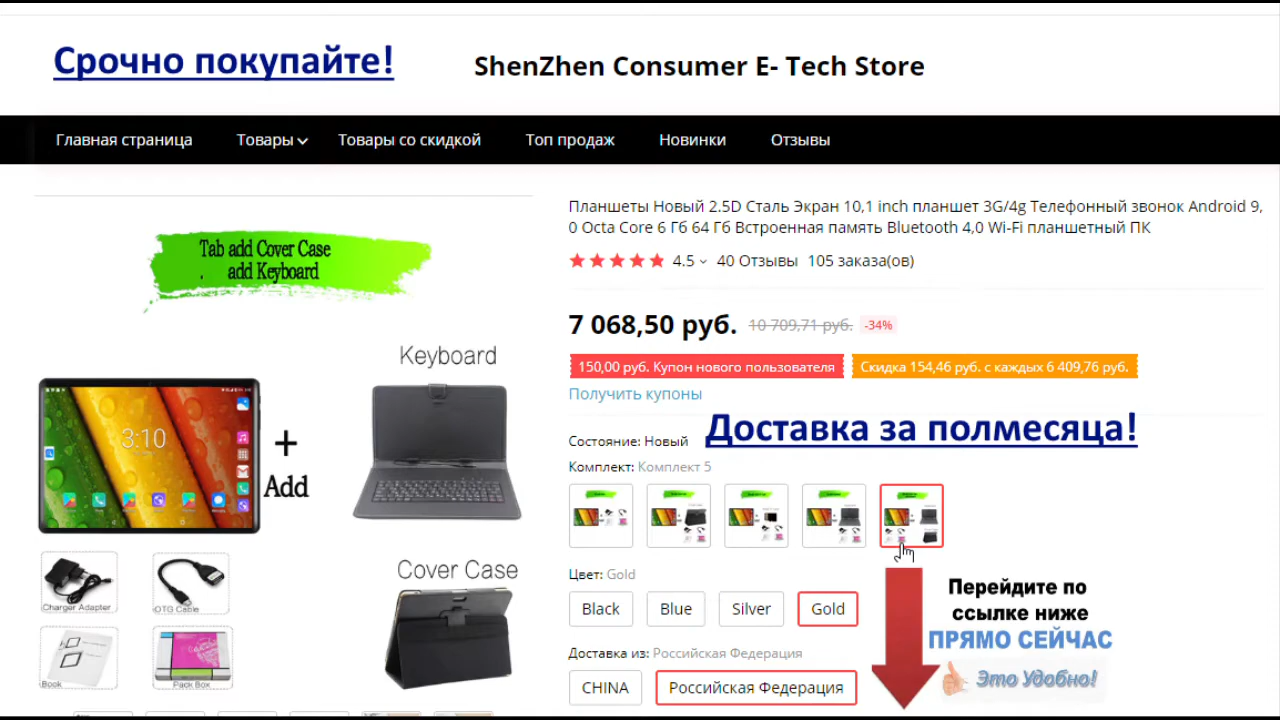 Срочно покупайте!
ShenZhen Consumer E- Tech Store
Главная страница Товары Товары со скидкой Топ продаж Новинки Отзывы
Планшеты Новый 2.5D Сталь Экран 10,1 inch планшет 3G/4g Телефонный звонок Android 9,
0 Octa Core 6 Гб 64 Гб Встроенная память Bluetooth 4,0 Wi-Fi планшетный ПК
4.5 40 Отзывы 105 заказа(ов)
7 068,50 руб. 10 709,71 руб. -34%
150,00 руб. Купон нового пользователя Скидка 154,46 руб. с каждых 6 409,76 руб.
Получить купоны
Доставка за полмесяца!
Состояние: Новый
Комплект: Комплект 5
Цвет: Gold
Black Blue Silver Gold
Доставка из: Российская Федерация
CHINA Российская Федерация
Tab add Cover Case
. add Keyboard
Keyboard
3:10
+
Add
Cover Case
Charger Adapter
OTG Cable
Book
Pack Box
Перейдите по
ссылке ниже
ПРЯМО СЕЙЧАС
Это Удобно!